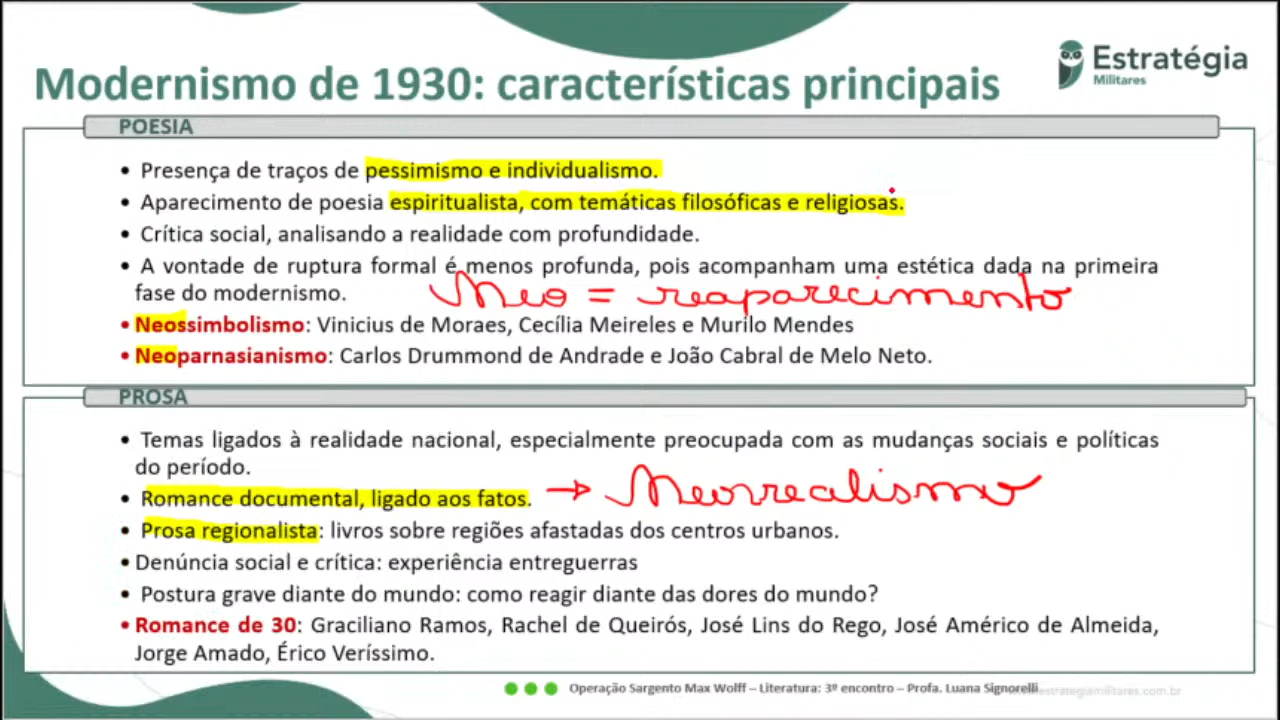 Modernismo de 1930: características principais
Estratégia
Militares
POESIA
• Presença de traços de pessimismo e individualismo.
• Aparecimento de poesia espiritualista, com temáticas filosóficas e religiosas.
• Crítica social, analisando a realidade com profundidade.
• A vontade de ruptura formal é menos profunda, pois acompanham uma estética dada na primeira
fase do modernismo.
Neo = reaparecimento
• Neossimbolismo: Vinicius de Moraes, Cecília Meireles e Murilo Mendes
• Neoparnasianismo: Carlos Drummond de Andrade e João Cabral de Melo Neto.
PROSA
• Temas ligados à realidade nacional, especialmente preocupada com as mudanças sociais e políticas
do período.
• Romance documental, ligado aos fatos. → Neorrealismo
• Prosa regionalista: livros sobre regiões afastadas dos centros urbanos.
• Denúncia social e crítica: experiência entreguerras
• Postura grave diante do mundo: como reagir diante das dores do mundo?
• Romance de 30: Graciliano Ramos, Rachel de Queirós, José Lins do Rego, José Américo de Almeida,
Jorge Amado, Érico Veríssimo.
Operação Sargento Max Wolff – Literatura: 3º encontro – Profa. Luana Signorelli
estrategiamilitares.com.br